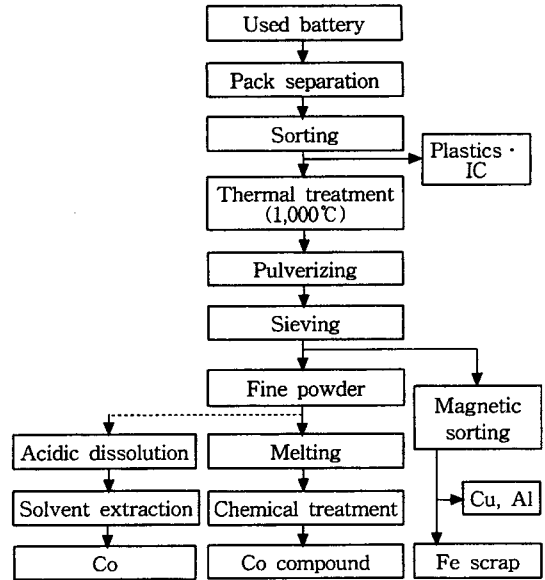 Used battery
Pack separation
Sorting
Plastics ·
IC
Thermal treatment
(1,000℃)
Pulverizing
Sieving
Fine powder
Magnetic
sorting
Acidic dissolution
Melting
Solvent extraction
Chemical treatment
Cu, Al
Co
Co compound
Fe scrap